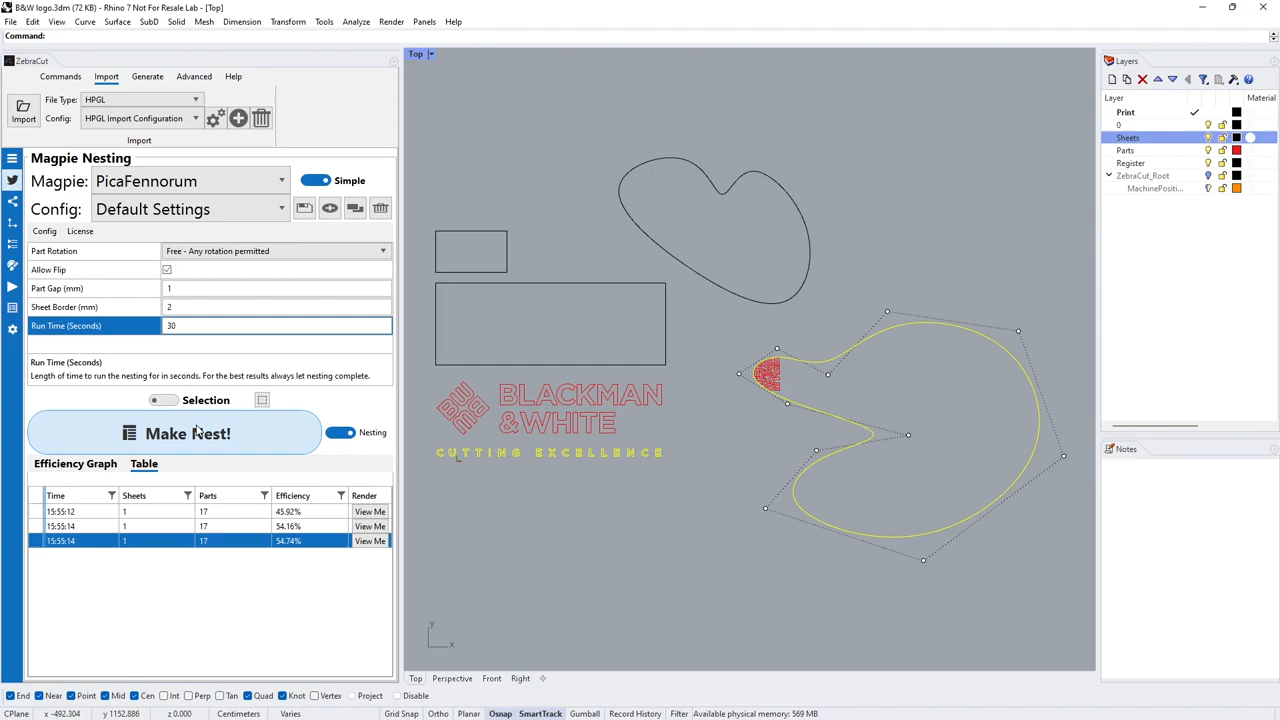 B&W logo.3dm (72 KB) - Rhino 7 Not For Resale Lab - [Top]
File Edit View Curve Surface SubD Solid Mesh Dimension Transform Tools Analyze Render Panels Help
Command:
ZebraCut
Commands Import Generate Advanced Help
Import
File Type: HPGL
Config: HPGL Import Configuration
Import
Magpie Nesting
Magpie: PicaFennorum Simple
Config: Default Settings
Config License
Part Rotation Free - Any rotation permitted
Allow Flip
Part Gap (mm) 1
Sheet Border (mm) 2
Run Time (Seconds) 30
Run Time (Seconds)
Length of time to run the nesting for in seconds. For the best results always let nesting complete.
Selection
Make Nest! Nesting
Efficiency Graph Table
Time Sheets Parts Efficiency Render
15:55:12 1 17 45.92% View Me
15:55:14 1 17 54.16% View Me
15:55:14 1 17 54.74% View Me
Top
BLACKMAN
&WHITE
CUTTING EXCELLENCE
y
x
Top Perspective Front Right
Layers
Layer Material
Print
0
Sheets
Parts
Register
ZebraCut_Root
MachinePositi...
Notes
End Near Point Mid Cen Int Perp Tan Quad Knot Vertex Project Disable
CPlane x -492.304 y 1152.886 z 0.000 Centimeters Varies Grid Snap Ortho Planar Osnap SmartTrack Gumball Record History Filter Available physical memory: 569 MB